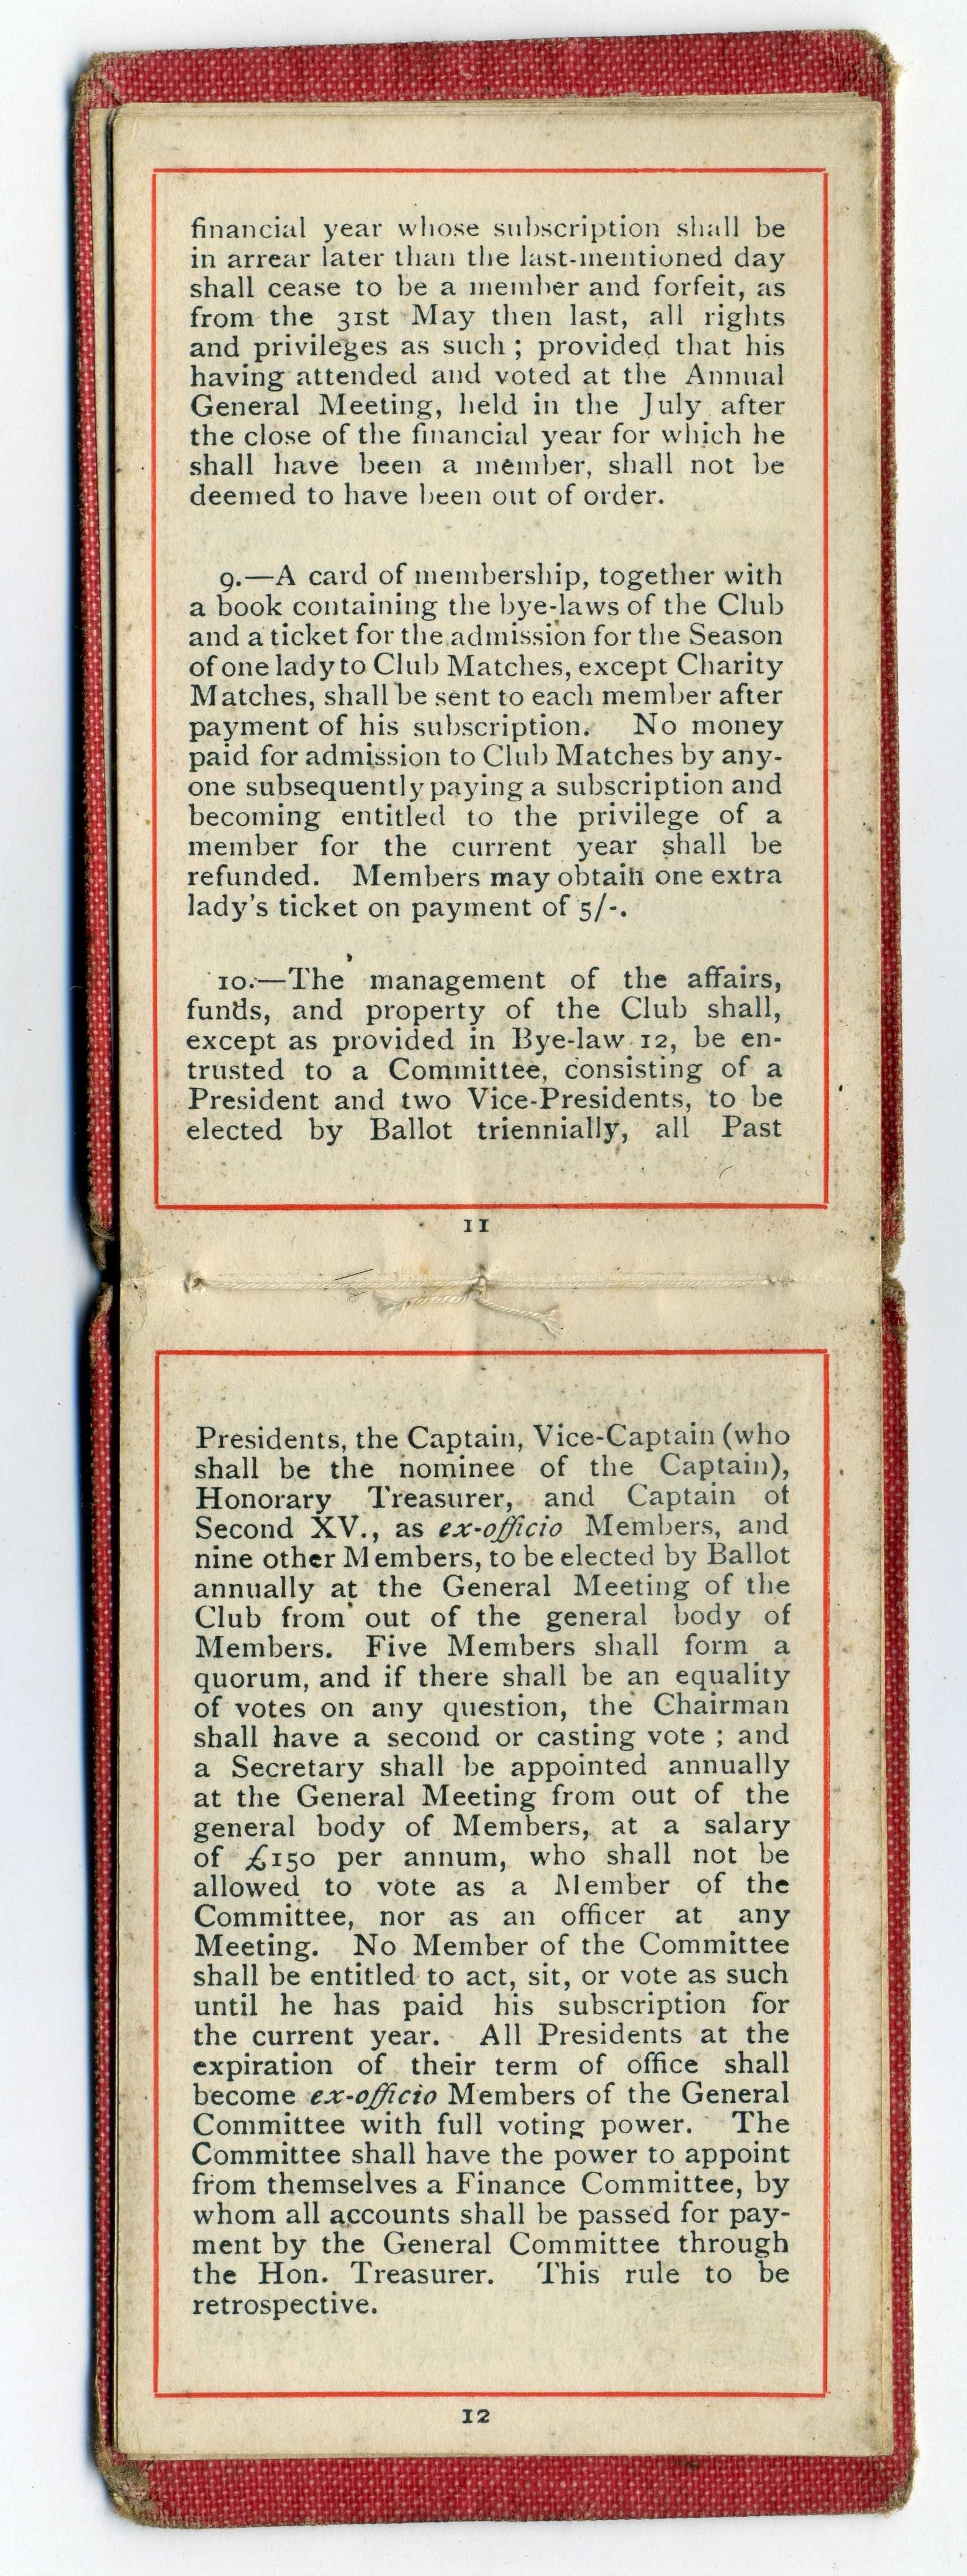 financial year whose subscription shall be
in arrear later than the last-mentioned day
shall cease to be a member and forfeit, as
from the 31st May then last, all rights
and privileges as such ; provided that his
having attended and voted at the Annual
General Meeting, held in the July after
the close of the financial year for which he
shall have been a member, shall not be
deemed to have been out of order.
9.—A card of membership, together with
a book containing the bye-laws of the Club
and a ticket for the admission for the Season
of one lady to Club Matches, except Charity
Matches, shall be sent to each member after
payment of his subscription. No money
paid for admission to Club Matches by any-
one subsequently paying a subscription and
becoming entitled to the privilege of a
member for the current year shall be
refunded. Members may obtain one extra
lady's ticket on payment of 5/-.
10.—The management of the affairs,
funds, and property of the Club shall,
except as provided in Bye-law 12, be en-
trusted to a Committee, consisting of a
President and two Vice-Presidents, to be
elected by Ballot triennially, all Past
11
Presidents, the Captain, Vice-Captain (who
shall be the nominee of the Captain),
Honorary Treasurer, and Captain of
Second XV., as ex-officio Members, and
nine other Members, to be elected by Ballot
annually at the General Meeting of the
Club from out of the general body of
Members. Five Members shall form a
quorum, and if there shall be an equality
of votes on any question, the Chairman
shall have a second or casting vote ; and
a Secretary shall be appointed annually
at the General Meeting from out of the
general body of Members, at a salary
of £150 per annum, who shall not be
allowed to vote as a Member of the
Committee, nor as an officer at any
Meeting. No Member of the Committee
shall be entitled to act, sit, or vote as such
until he has paid his subscription for
the current year. All Presidents at the
expiration of their term of office shall
become ex-officio Members of the General
Committee with full voting power. The
Committee shall have the power to appoint
from themselves a Finance Committee, by
whom all accounts shall be passed for pay-
ment by the General Committee through
the Hon. Treasurer. This rule to be
retrospective.
12